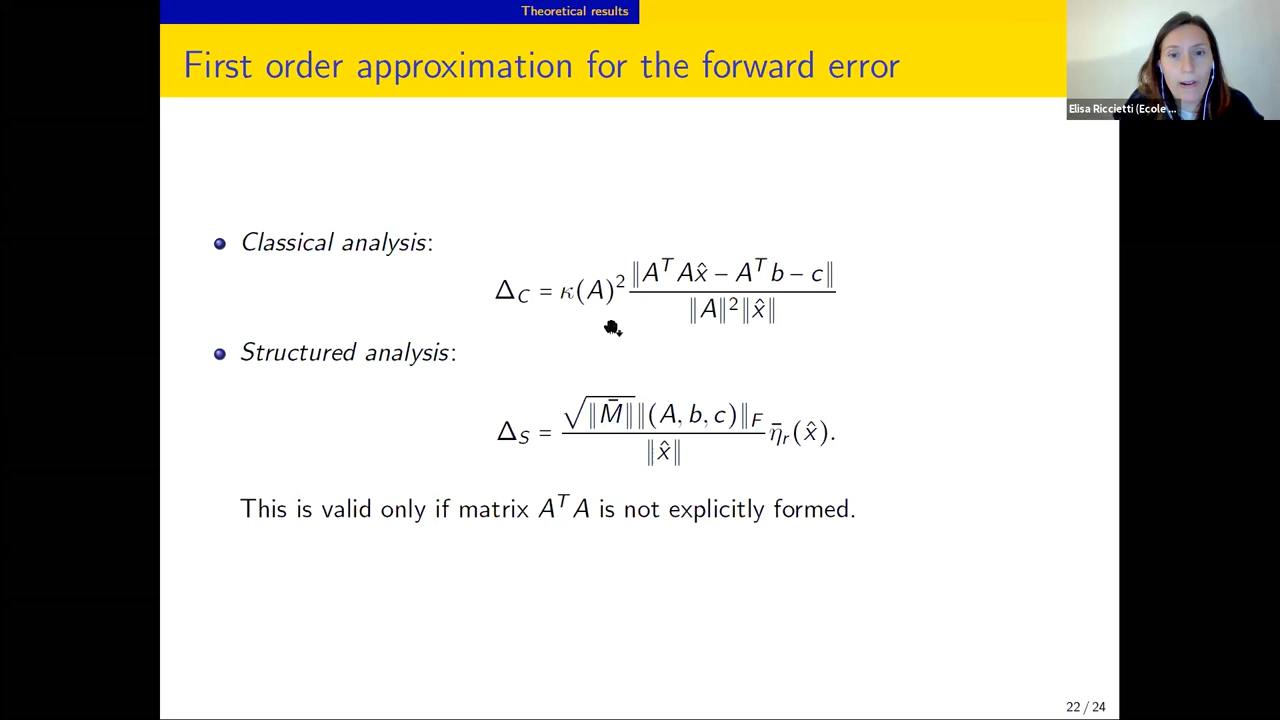 Theoretical results
First order approximation for the forward error
Elisa Riccietti (Ecole ...
Classical analysis:
Δ_C = κ(A)² ‖AᵀAx̂ − Aᵀb − c‖ / ‖A‖²‖x̂‖
Structured analysis:
Δ_S = √‖M̄‖ ‖(A, b, c)‖_F / ‖x̂‖ η̄_r(x̂).
This is valid only if matrix AᵀA is not explicitly formed.
22 / 24